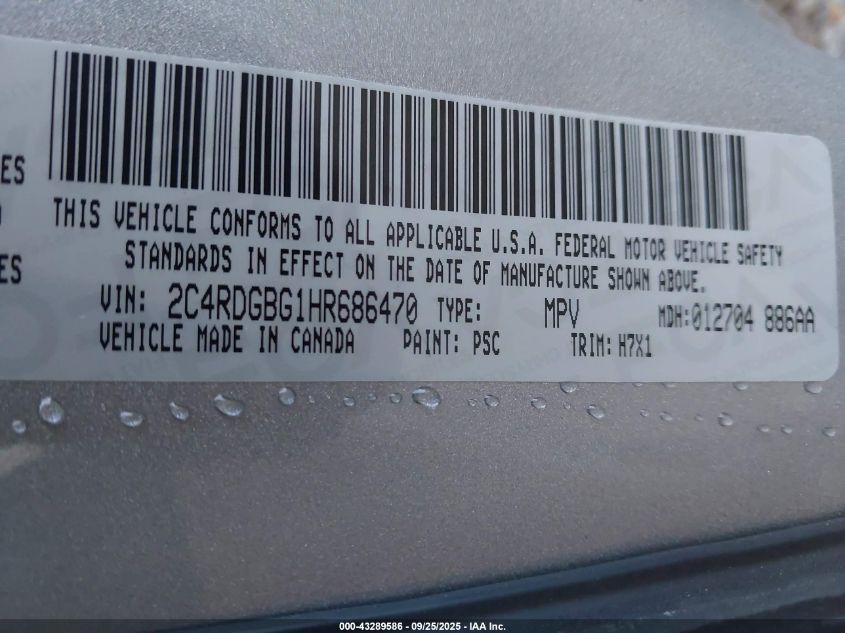 ES
ES
THIS VEHICLE CONFORMS TO ALL APPLICABLE U.S.A. FEDERAL MOTOR VEHICLE SAFETY
STANDARDS IN EFFECT ON THE DATE OF MANUFACTURE SHOWN ABOVE.
VIN: 2C4RDGBG1HR686470 TYPE: MPV MDH:012704 886AA
VEHICLE MADE IN CANADA PAINT: PSC TRIM: H7X1
000-43289586 - 09/25/2025 - IAA Inc.